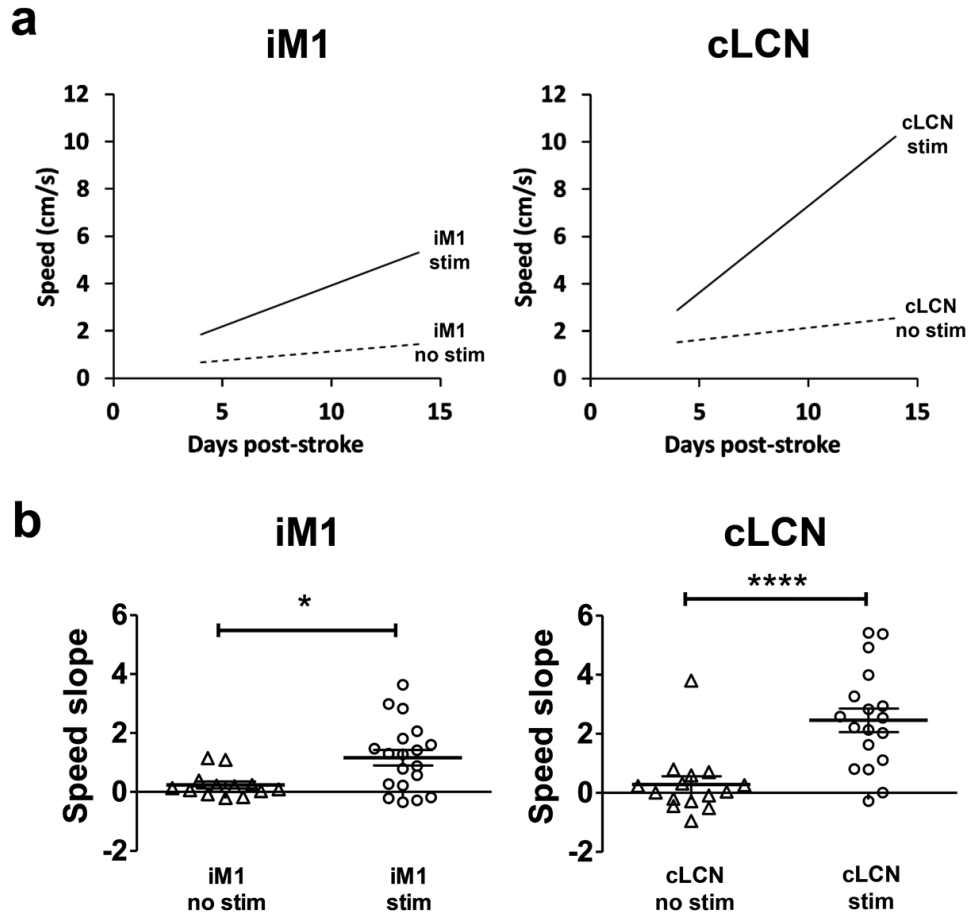 a
iM1
cLCN
12
10
8
6
4
2
0
Speed (cm/s)
iM1
stim
iM1
no stim
0
5
10
15
Days post-stroke
12
10
8
6
4
2
0
Speed (cm/s)
cLCN
stim
cLCN
no stim
0
5
10
15
Days post-stroke
b
iM1
cLCN
6
4
2
0
-2
Speed slope
*
iM1
no stim
iM1
stim
6
4
2
0
-2
Speed slope
****
cLCN
no stim
cLCN
stim